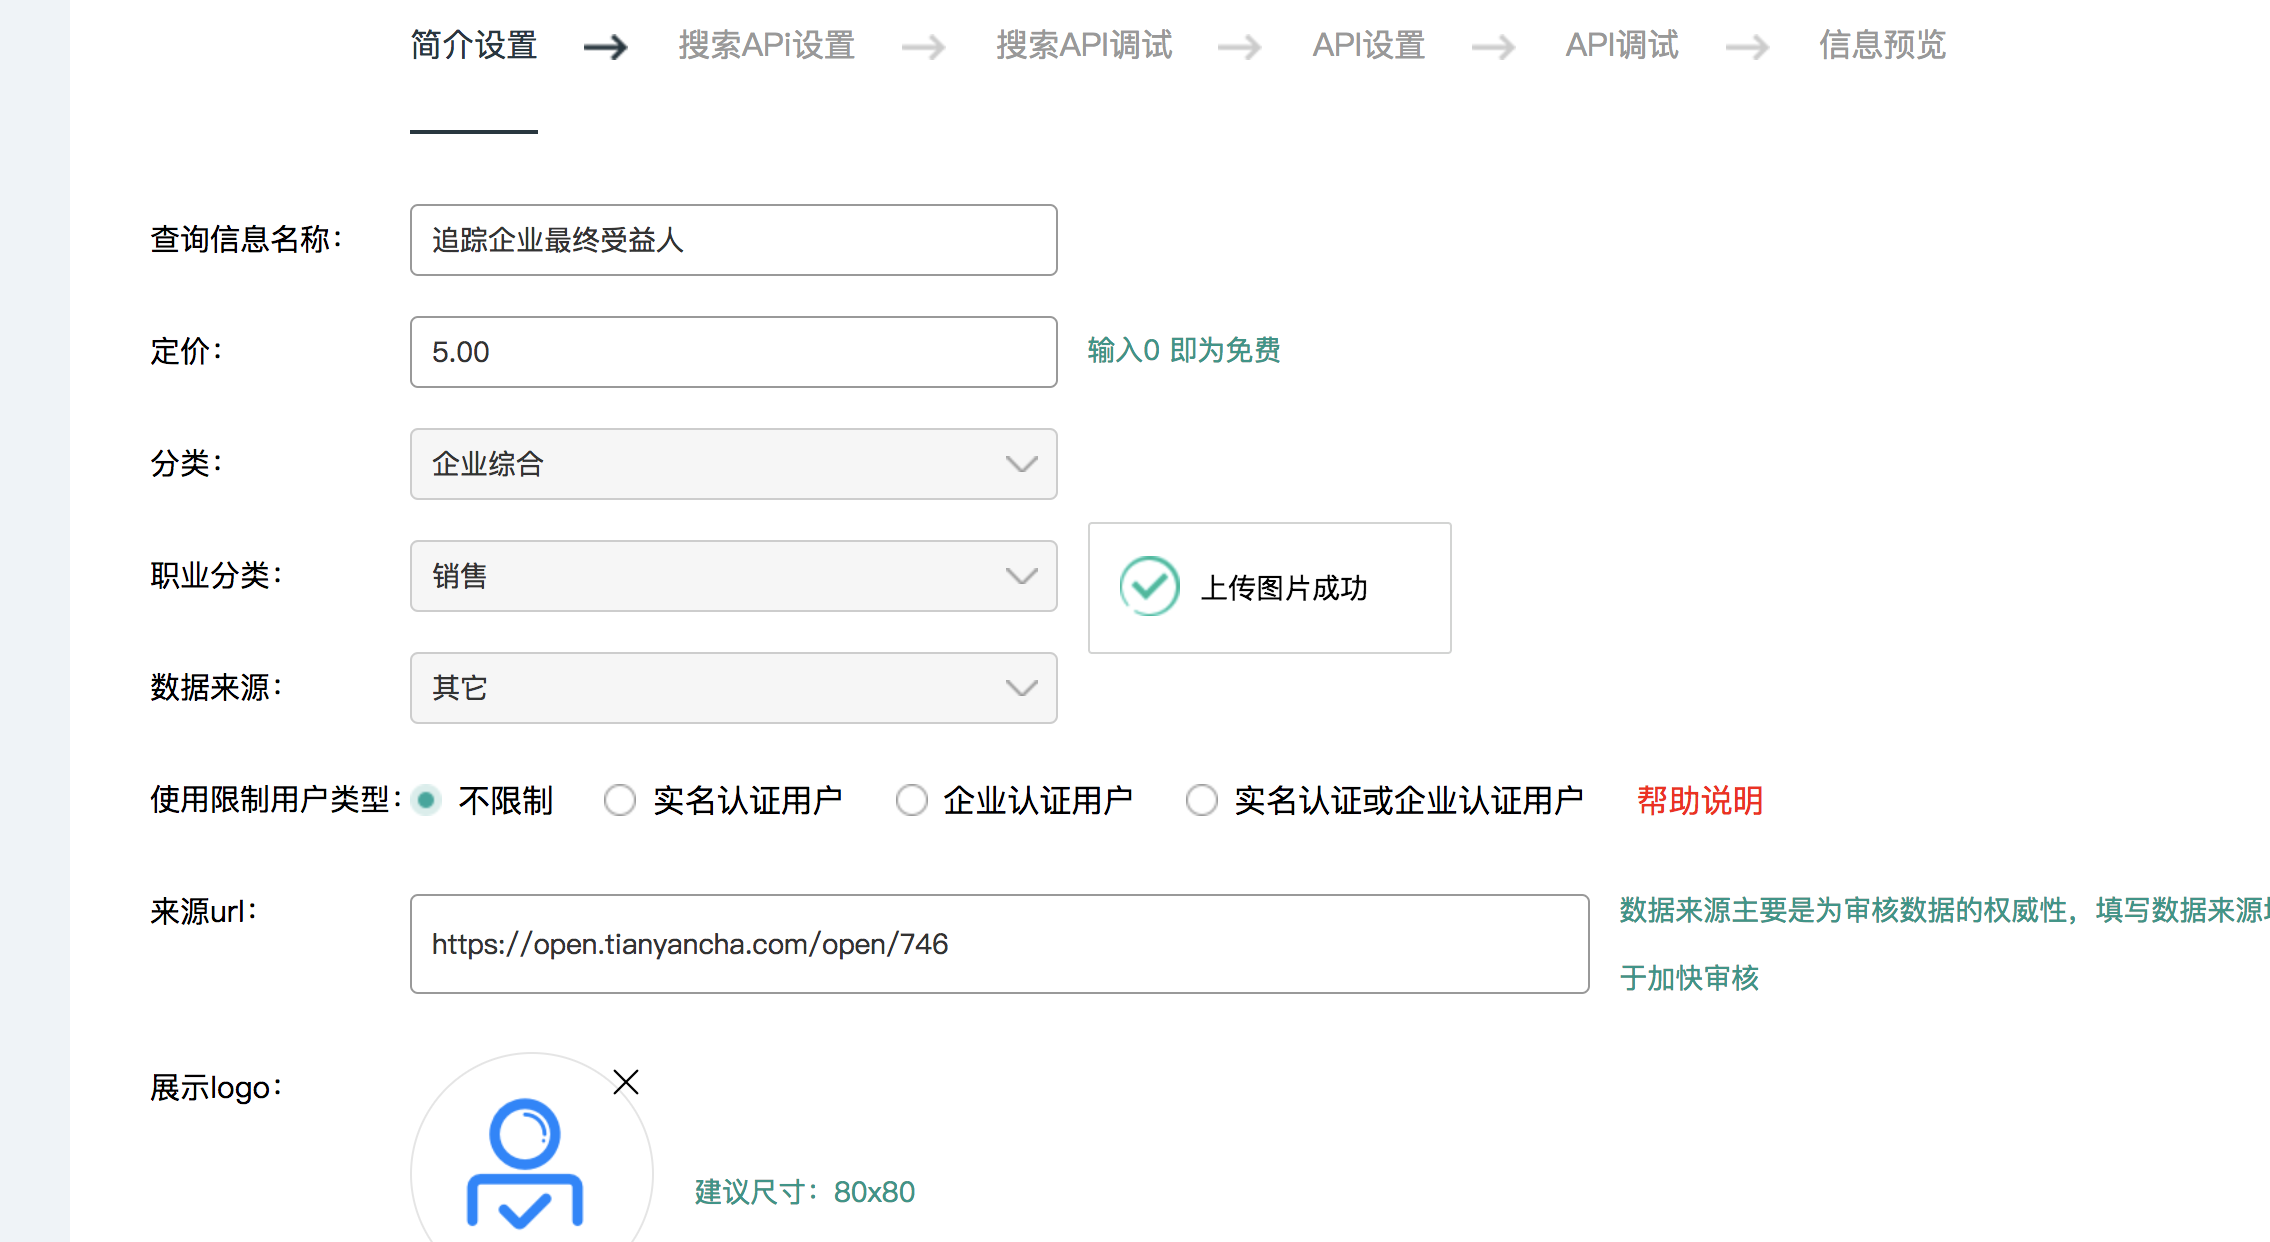 简介设置 搜索APi设置 搜索API调试 API设置 API调试 信息预览
查询信息名称： 追踪企业最终受益人
定价： 5.00 输入0 即为免费
分类： 企业综合
职业分类： 销售
上传图片成功
数据来源： 其它
使用限制用户类型： 不限制 实名认证用户 企业认证用户 实名认证或企业认证用户 帮助说明
来源url： https://open.tianyancha.com/open/746
数据来源主要是为审核数据的权威性，填写数据来源
于加快审核
展示logo：
建议尺寸：80x80